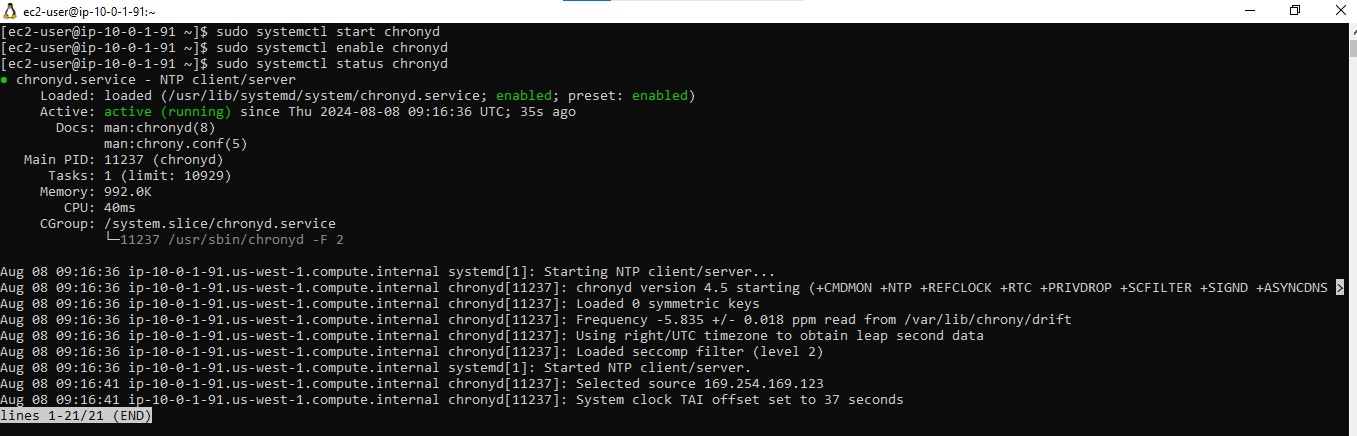 ec2-user@ip-10-0-1-91:~
[ec2-user@ip-10-0-1-91 ~]$ sudo systemctl start chronyd
[ec2-user@ip-10-0-1-91 ~]$ sudo systemctl enable chronyd
[ec2-user@ip-10-0-1-91 ~]$ sudo systemctl status chronyd
● chronyd.service - NTP client/server
     Loaded: loaded (/usr/lib/systemd/system/chronyd.service; enabled; preset: enabled)
     Active: active (running) since Thu 2024-08-08 09:16:36 UTC; 35s ago
       Docs: man:chronyd(8)
             man:chrony.conf(5)
   Main PID: 11237 (chronyd)
      Tasks: 1 (limit: 10929)
     Memory: 992.0K
        CPU: 40ms
     CGroup: /system.slice/chronyd.service
             └─11237 /usr/sbin/chronyd -F 2
Aug 08 09:16:36 ip-10-0-1-91.us-west-1.compute.internal systemd[1]: Starting NTP client/server...
Aug 08 09:16:36 ip-10-0-1-91.us-west-1.compute.internal chronyd[11237]: chronyd version 4.5 starting (+CMDMON +NTP +REFCLOCK +RTC +PRIVDROP +SCFILTER +SIGND +ASYNCDNS >
Aug 08 09:16:36 ip-10-0-1-91.us-west-1.compute.internal chronyd[11237]: Loaded 0 symmetric keys
Aug 08 09:16:36 ip-10-0-1-91.us-west-1.compute.internal chronyd[11237]: Frequency -5.835 +/- 0.018 ppm read from /var/lib/chrony/drift
Aug 08 09:16:36 ip-10-0-1-91.us-west-1.compute.internal chronyd[11237]: Using right/UTC timezone to obtain leap second data
Aug 08 09:16:36 ip-10-0-1-91.us-west-1.compute.internal chronyd[11237]: Loaded seccomp filter (level 2)
Aug 08 09:16:36 ip-10-0-1-91.us-west-1.compute.internal systemd[1]: Started NTP client/server.
Aug 08 09:16:41 ip-10-0-1-91.us-west-1.compute.internal chronyd[11237]: Selected source 169.254.169.123
Aug 08 09:16:41 ip-10-0-1-91.us-west-1.compute.internal chronyd[11237]: System clock TAI offset set to 37 seconds
lines 1-21/21 (END)